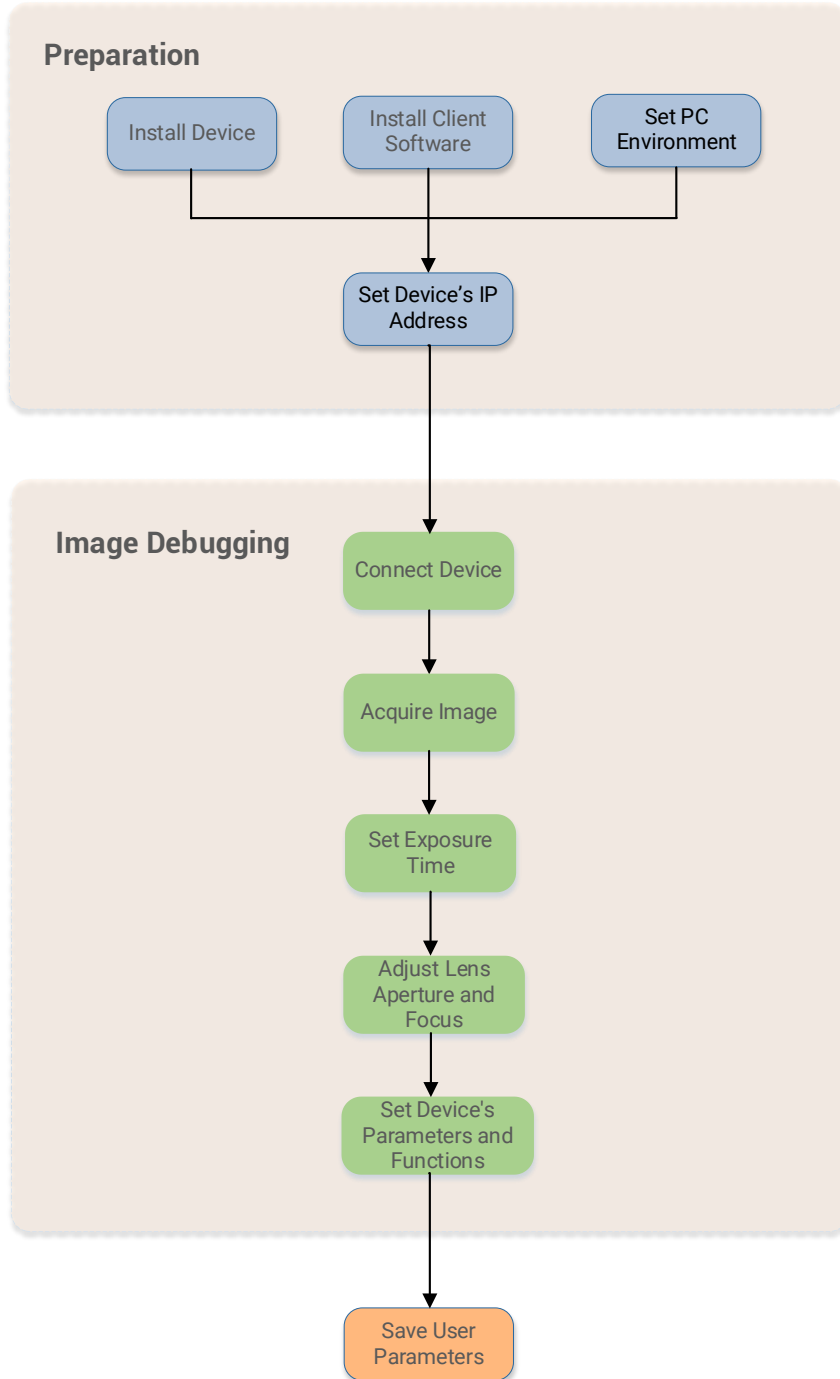 Preparation
Install Device
Install Client
Software
Set PC
Environment
Set Device’s IP
Address
Image Debugging
Connect Device
Acquire Image
Set Exposure
Time
Adjust Lens
Aperture and
Focus
Set Device's
Parameters and
Functions
Save User
Parameters